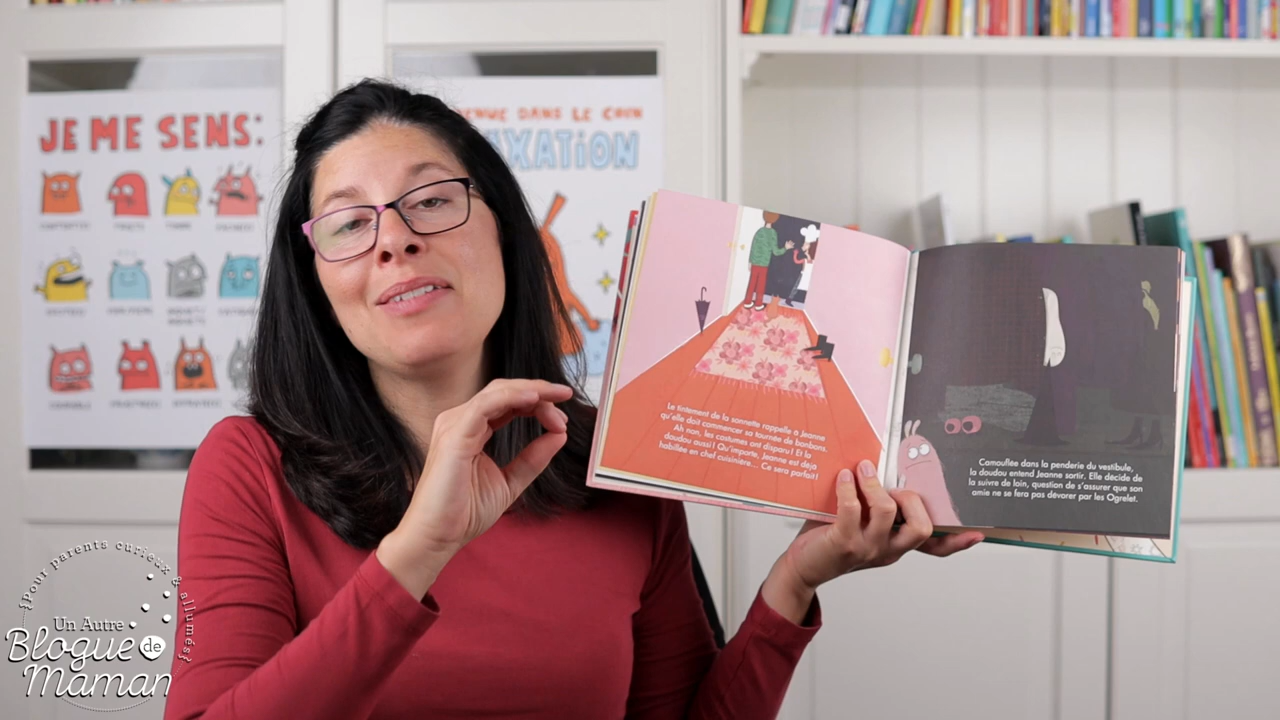 JE ME SENS:
DANS LE COIN
XATION
Le tintement de la sonnette rappelle à Jeanne
qu'elle doit commencer sa tournée de bonbons.
Ah non, les costumes ont disparu! Et la
doudou aussi! Qu'importe, Jeanne est déjà
habillée en chef cuisinière... Ce sera parfait!
Camouflée dans la penderie du vestibule,
la doudou entend Jeanne sortir. Elle décide de
la suivre de loin, question de s'assurer que son
amie ne se fera pas dévorer par les Ogrelet.
{Pour parents curieux & allumés}
Un Autre
Blogue de
Maman